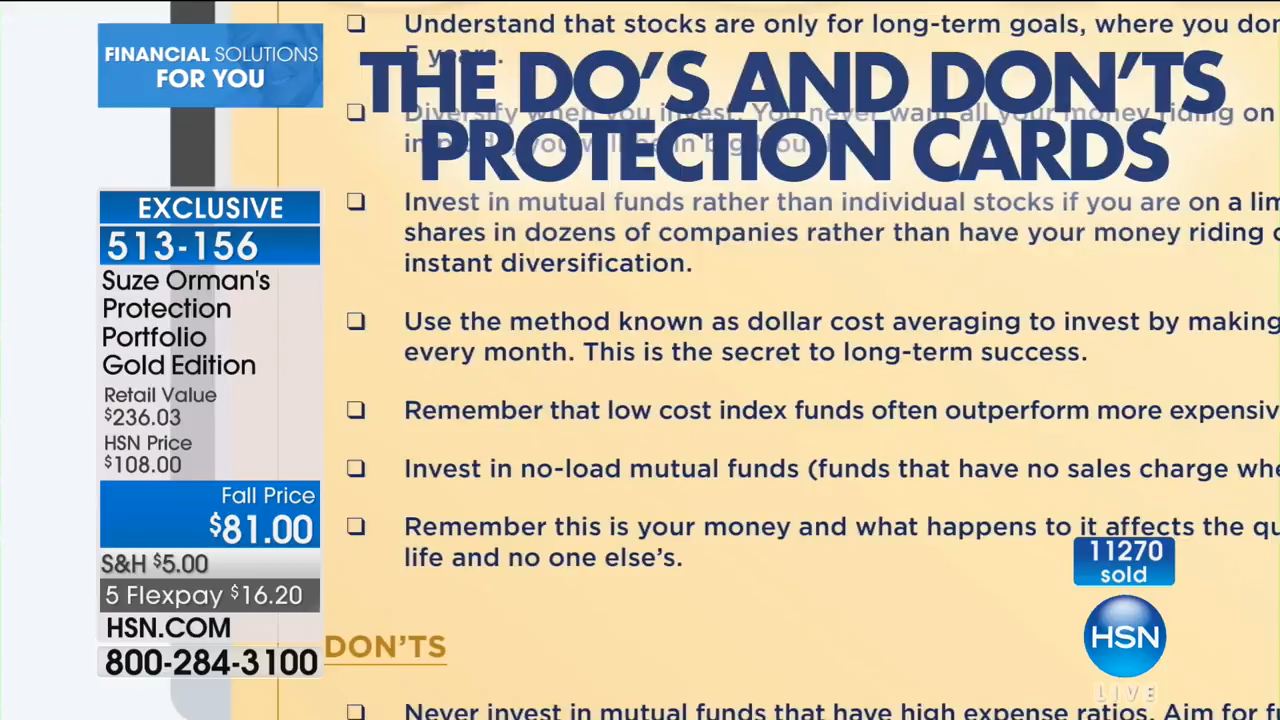 FINANCIAL SOLUTIONS
FOR YOU
EXCLUSIVE
513-156
Suze Orman's
Protection
Portfolio
Gold Edition
Retail Value
$236.03
HSN Price
$108.00
Fall Price
$81.00
S&H $5.00
5 Flexpay $16.20
HSN.COM
800-284-3100
THE DO'S AND DON'TS
PROTECTION CARDS
❏ Understand that stocks are only for long-term goals, where you don
5 years.
❏ Diversify when you invest. You never want all your money riding on
❏ Invest in mutual funds rather than individual stocks if you are on a lim
shares in dozens of companies rather than have your money riding
instant diversification.
❏ Use the method known as dollar cost averaging to invest by making
every month. This is the secret to long-term success.
❏ Remember that low cost index funds often outperform more expensiv
❏ Invest in no-load mutual funds (funds that have no sales charge whe
❏ Remember this is your money and what happens to it affects the qu
life and no one else's.
DON'TS
❏ Never invest in mutual funds that have high expense ratios. Aim for f
11270
sold
HSN
LIVE